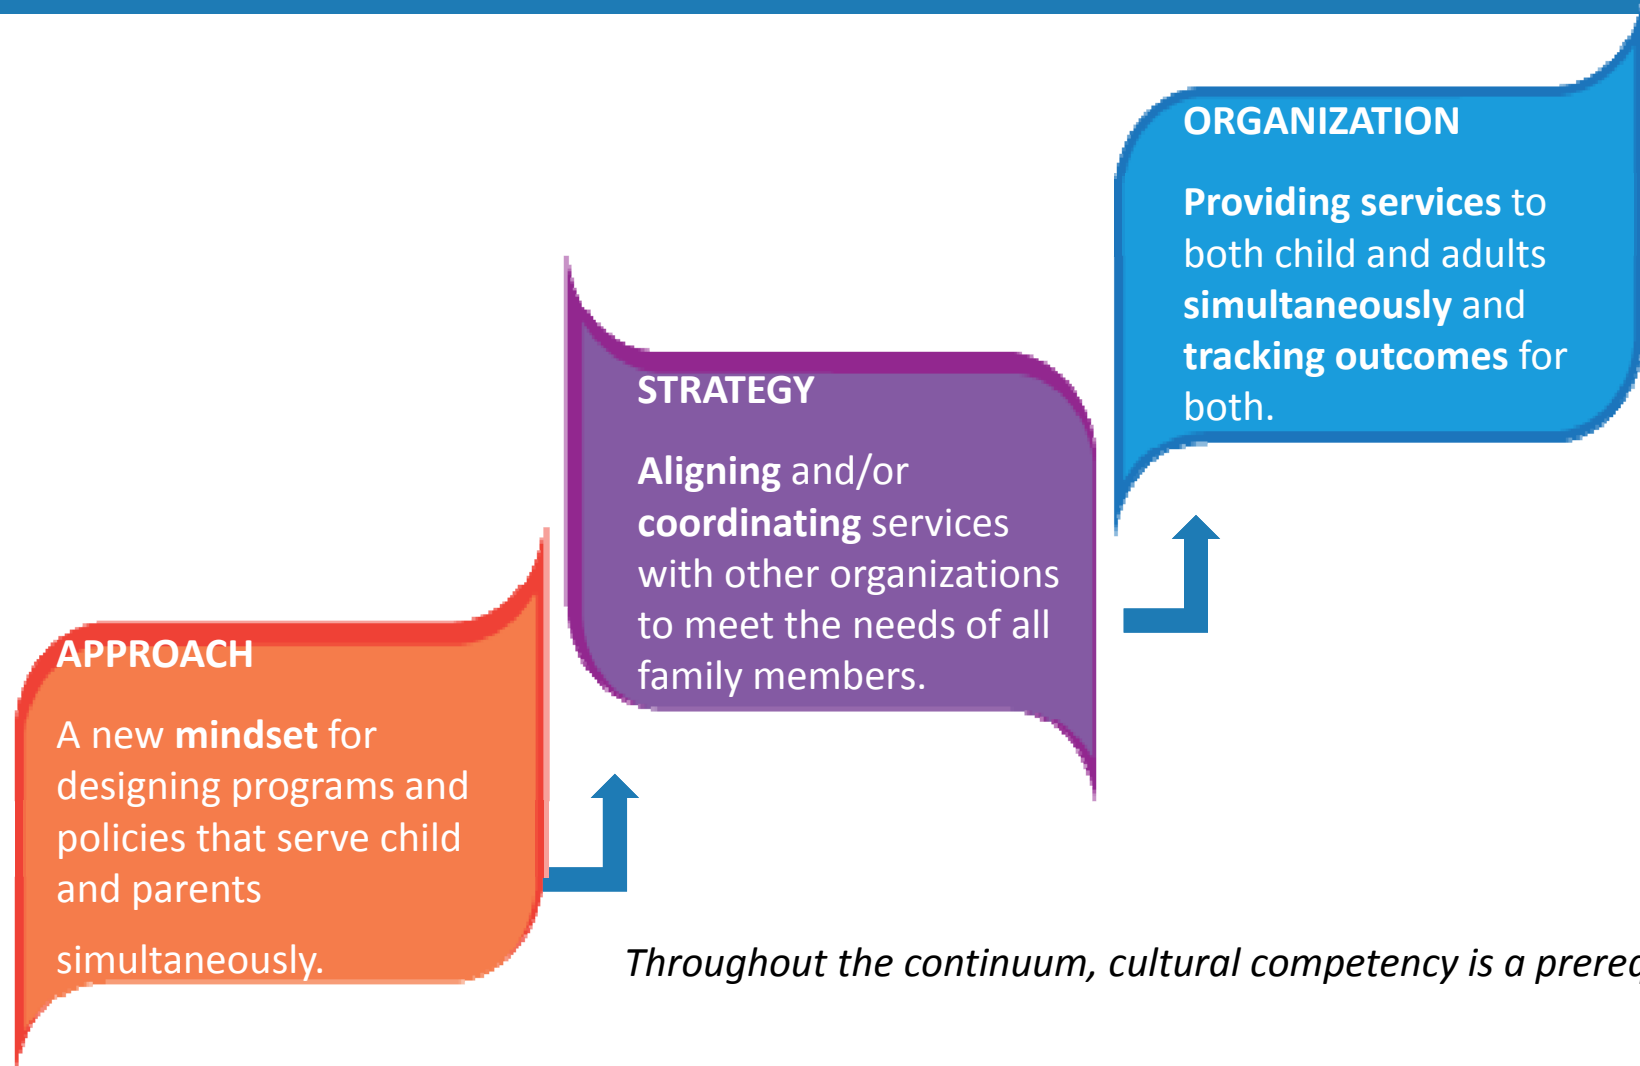 APPROACH
A new mindset for
designing programs and
policies that serve child
and parents
simultaneously.
STRATEGY
Aligning and/or
coordinating services
with other organizations
to meet the needs of all
family members.
ORGANIZATION
Providing services to
both child and adults
simultaneously and
tracking outcomes for
both.
Throughout the continuum, cultural competency is a